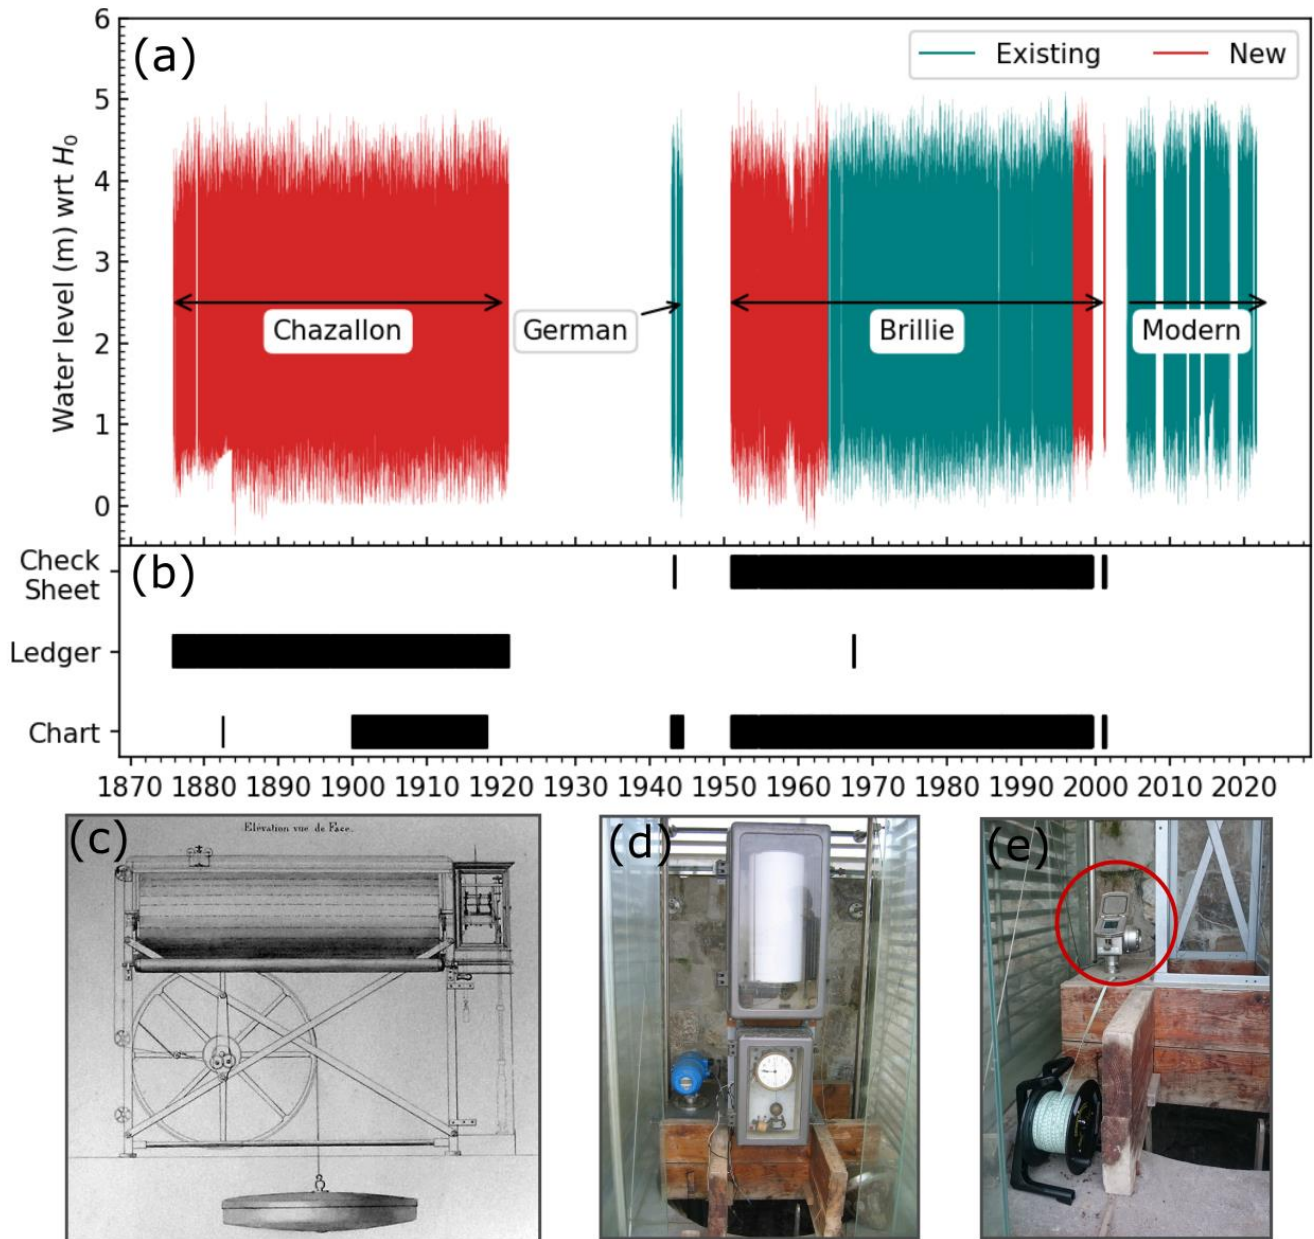 (a)
Existing
New
Water level (m) wrt H₀
6
5
4
3
2
1
0
Chazallon
German
Brillie
Modern
(b)
Check
Sheet
Ledger
Chart
1870 1880 1890 1900 1910 1920 1930 1940 1950 1960 1970 1980 1990 2000 2010 2020
(c)
Elévation vue de Face.
(d)
(e)